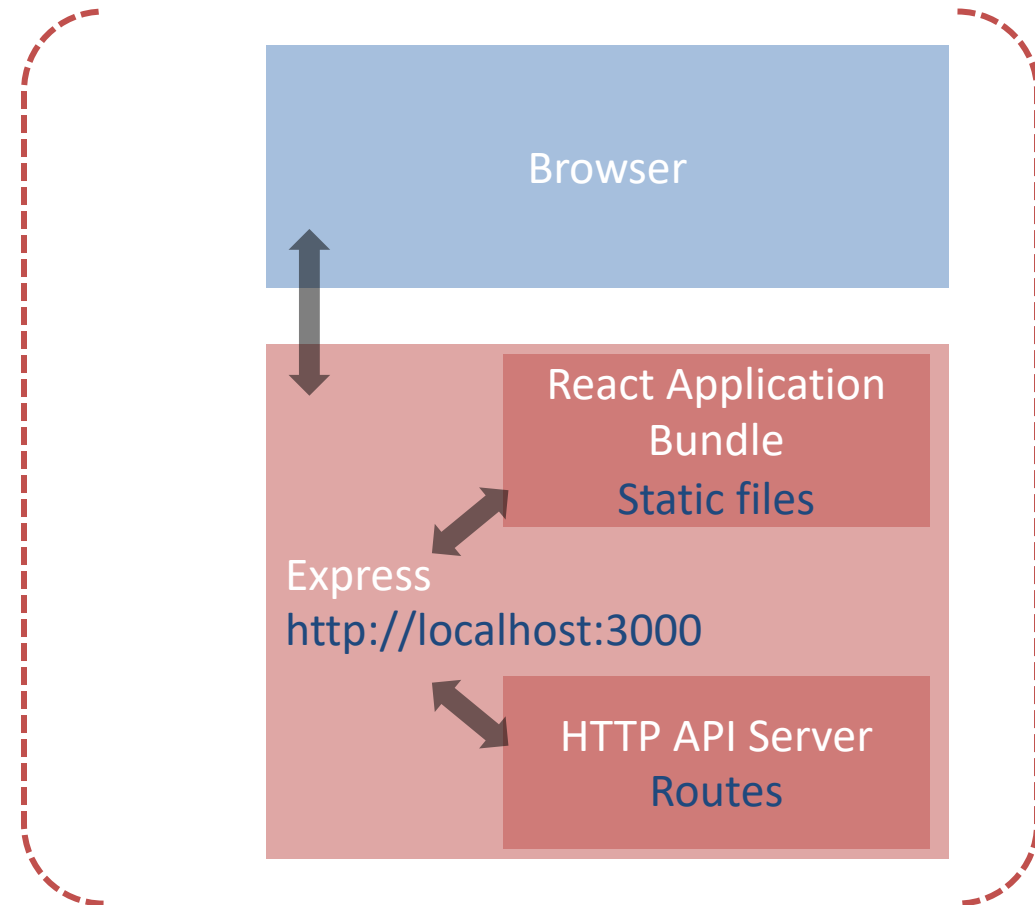 Browser
React Application
Bundle
Static files
Express
http://localhost:3000
HTTP API Server
Routes